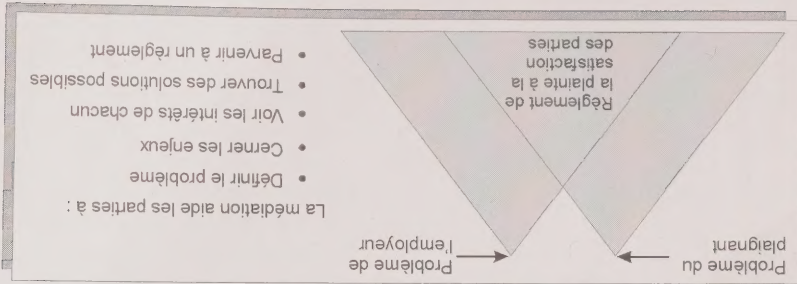 Problème du
plaignant
Problème de
l'employeur
Règlement de
la plainte à la
satisfaction
des parties
La médiation aide les parties à :
• Définir le problème
• Cerner les enjeux
• Voir les intérêts de chacun
• Trouver des solutions possibles
• Parvenir à un règlement